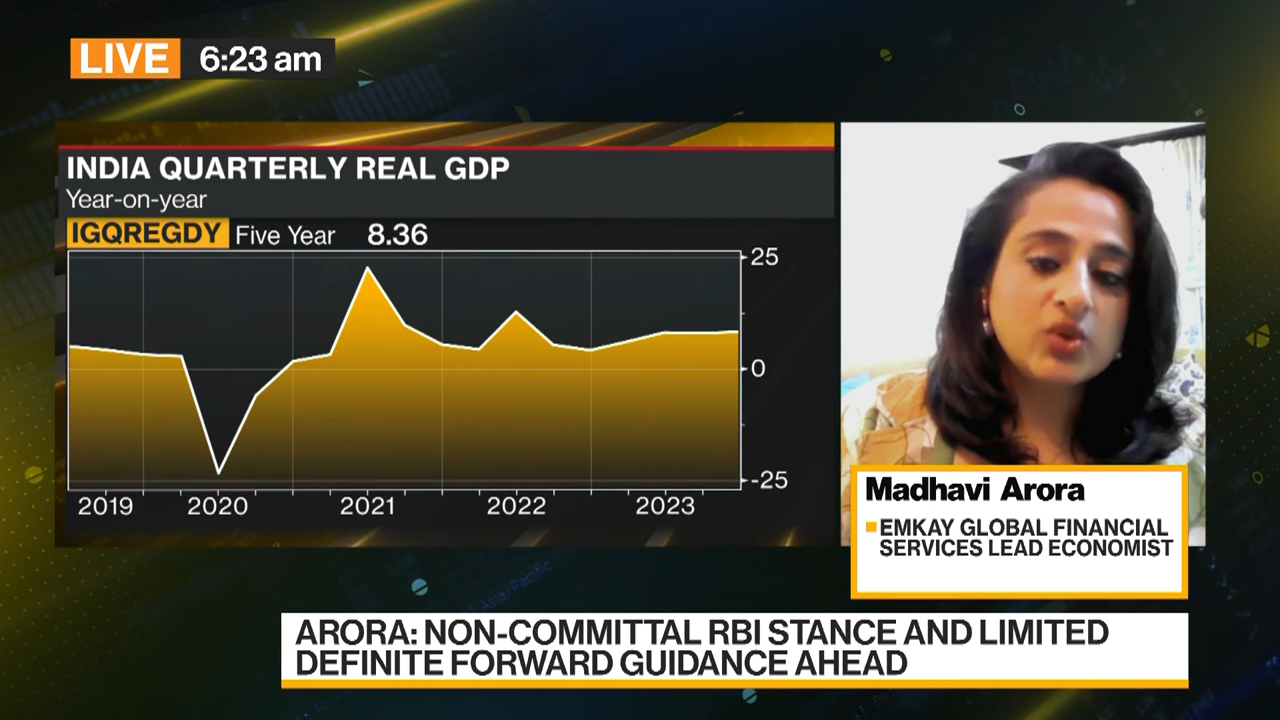 LIVE 6:23 am
INDIA QUARTERLY REAL GDP
Year-on-year
IGQREGDY Five Year 8.36
25
0
-25
2019 2020 2021 2022 2023
Madhavi Arora
EMKAY GLOBAL FINANCIAL
SERVICES LEAD ECONOMIST
ARORA: NON-COMMITTAL RBI STANCE AND LIMITED
DEFINITE FORWARD GUIDANCE AHEAD
Asia/Pacific